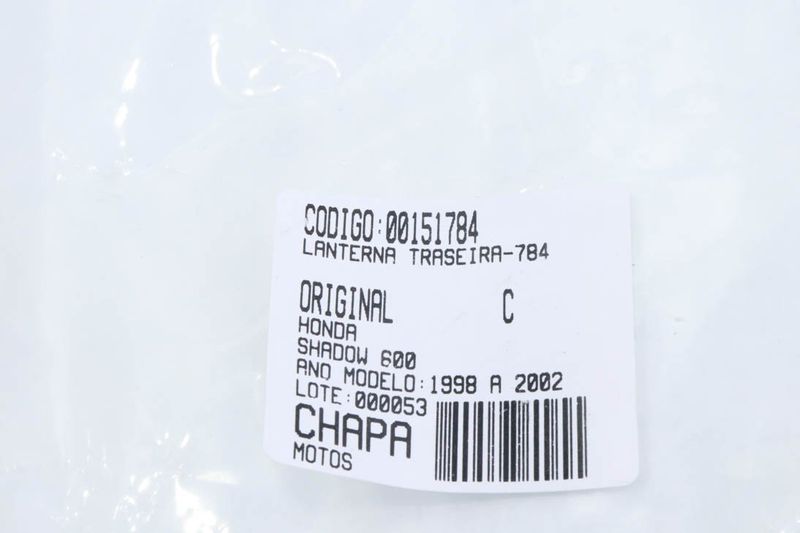 CODIGO:00151784
LANTERNA TRASEIRA-784
ORIGINAL C
HONDA
SHADOW 600
ANO MODELO:1998 A 2002
LOTE:000053
CHAPA
MOTOS